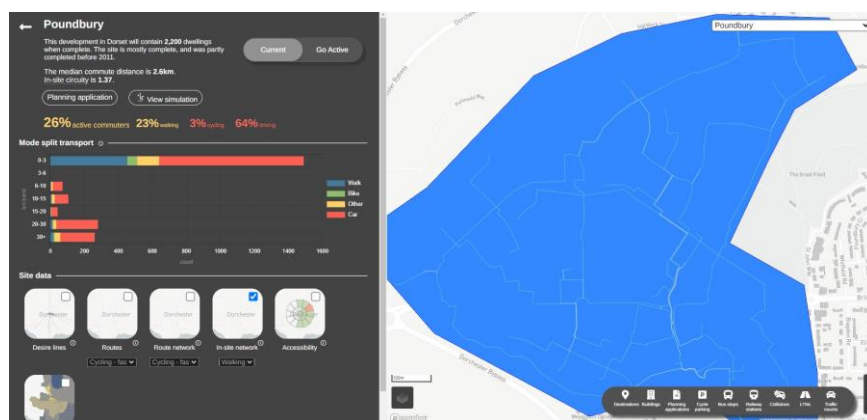 Poundbury
This development in Dorset will contain 2,200 dwellings
when complete. The site is mostly complete, and was partly
completed before 2011.
The median commute distance is 2.6km.
In-site circuity is 1.37.
Current
Go Active
Planning application
View simulation
26% active commuters 23% walking 3% cycling 64% driving
Mode split transport
0-3
3-6
6-10
10-15
15-20
20-30
30+
0 200 400 600 800 1000 1200 1400 1600
count
Walk
Bike
Other
Car
Site data
Dorchester
Dorchester
Dorchester
Dorchester
Dorchester
Desire lines
Routes
Route network
In-site network
Accessibility
Cycling - fas
Cycling - fas
Walking
Poundbury
Dorchester
Dorchester Bypass
The Great Field
Dorchester Bypass
Destinations
Buildings
Planning
applications
Cycle
parking
Bus stops
Railway
stations
Collisions
LTNs
Traffic
counts